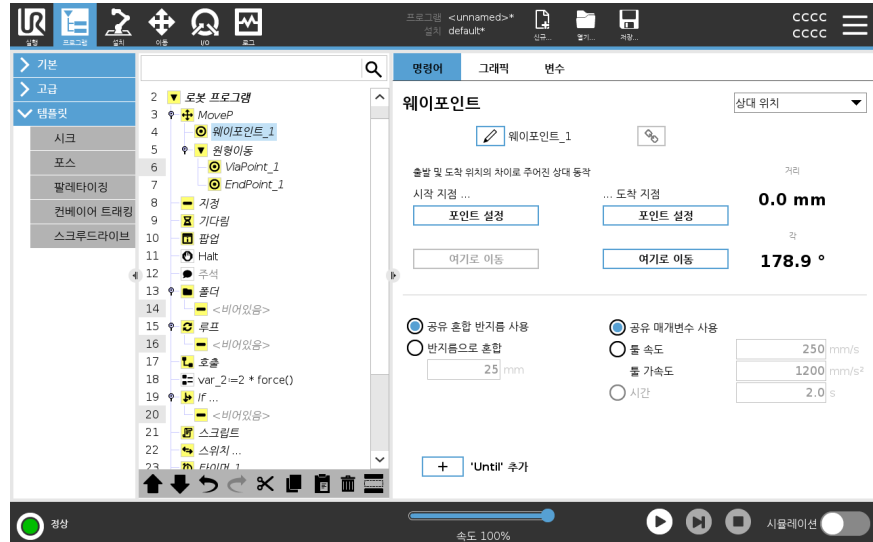 프로그램 <unnamed>*
설치 default*
CCCC
CCCC
실행 프로그램 설치 이동 I/O 로그 신규... 열기... 저장...
기본
고급
템플릿
시크
포스
팔레타이징
컨베이어 트래킹
스크루드라이브
2 로봇 프로그램
3 MoveP
4 웨이포인트_1
5 원형이동
6 ViaPoint_1
7 EndPoint_1
8 지정
9 기다림
10 팝업
11 Halt
12 주석
13 폴더
14 <비어있음>
15 루프
16 <비어있음>
17 호출
18 var_2≔2 * force()
19 If ...
20 <비어있음>
21 스크립트
22 스위치 ...
23 타이머_1
명령어 그래픽 변수
웨이포인트
상대 위치
웨이포인트_1
출발 및 도착 위치의 차이로 주어진 상대 동작
거리
시작 지점 ... ... 도착 지점
포인트 설정 포인트 설정
0.0 mm
각
여기로 이동 여기로 이동
178.9 °
공유 혼합 반지름 사용
반지름으로 혼합
25 mm
공유 매개변수 사용
툴 속도 250 mm/s
툴 가속도 1200 mm/s²
시간 2.0 s
+ 'Until' 추가
정상
속도 100%
시뮬레이션